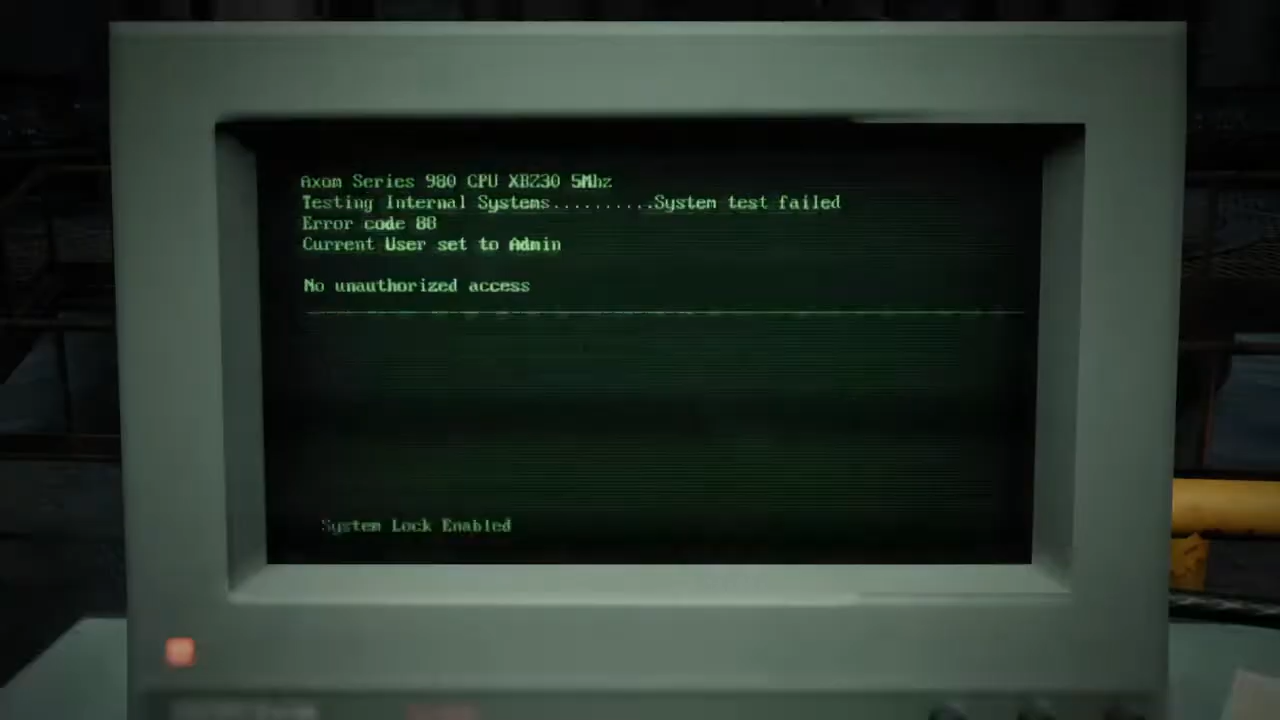 Axom Series 980 CPU XBZ30 5Mhz
Testing Internal Systems..........System test failed
Error code 88
Current User set to Admin
No unauthorized access
System Lock Enabled